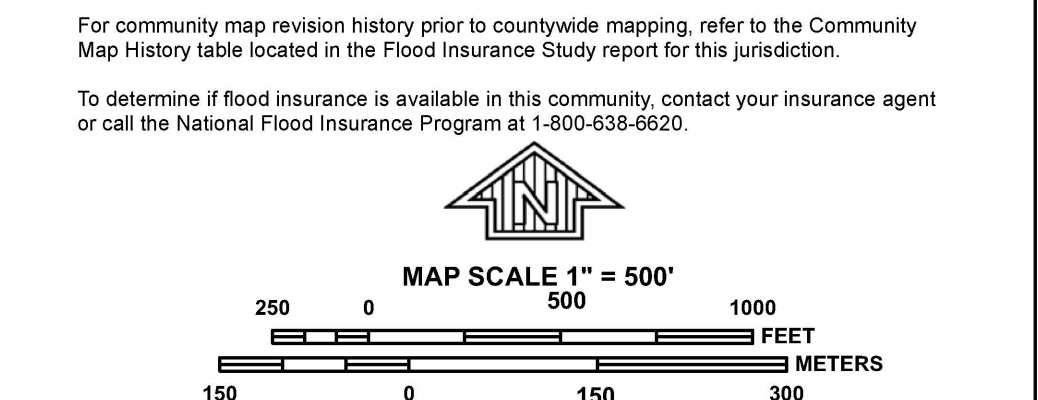 For community map revision history prior to countywide mapping, refer to the Community
Map History table located in the Flood Insurance Study report for this jurisdiction.
To determine if flood insurance is available in this community, contact your insurance agent
or call the National Flood Insurance Program at 1-800-638-6620.
N
MAP SCALE 1" = 500'
250 0 500 1000
FEET
METERS
150 0 150 300